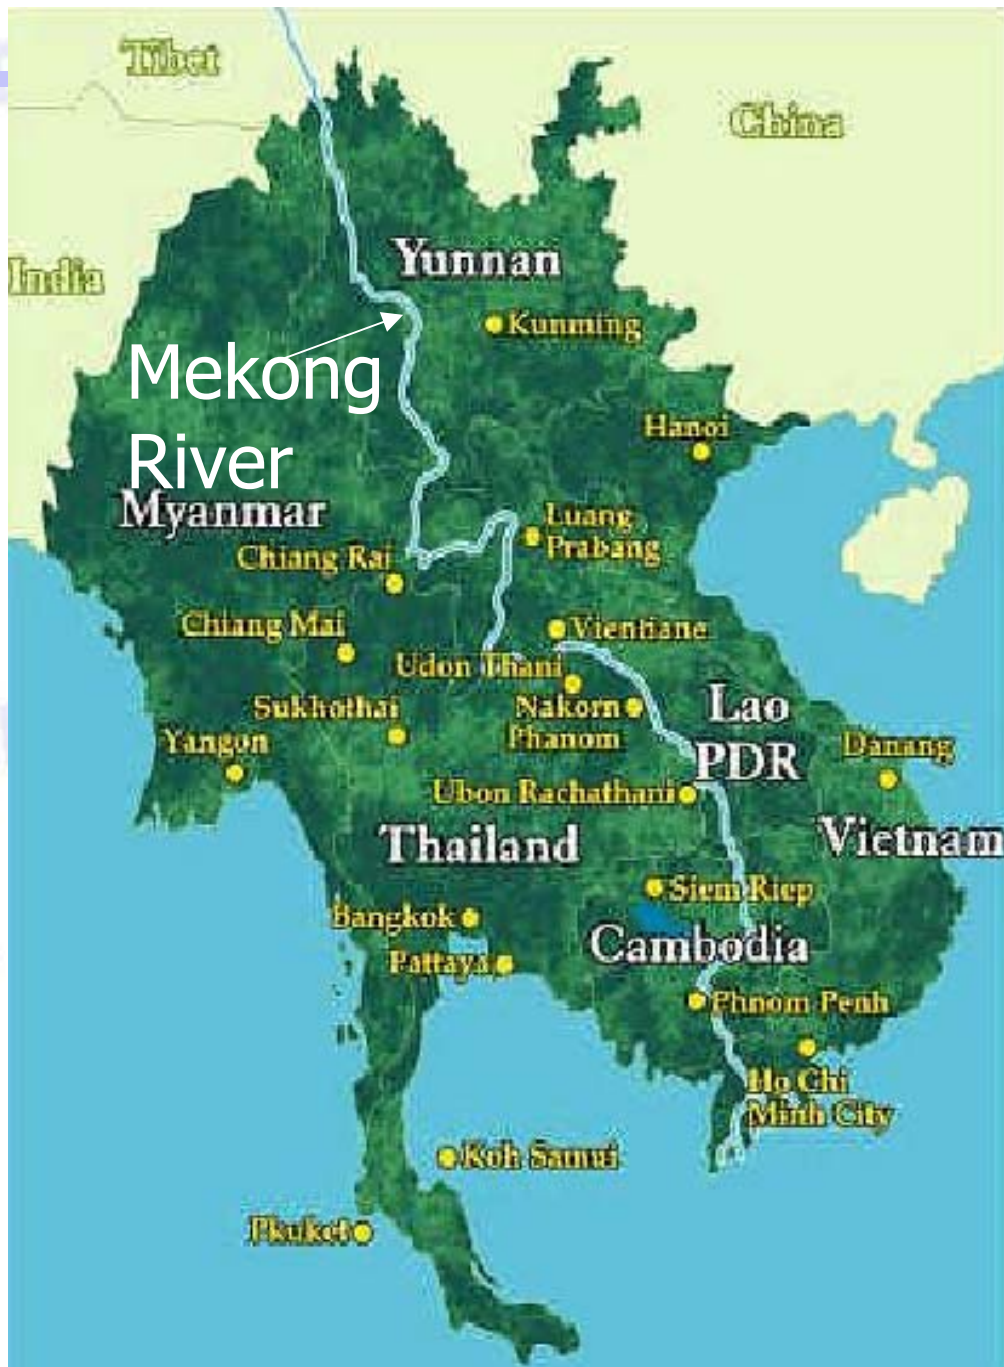 Tibet
China
Yunnan
India
Kunming
Mekong
River
Hanoi
Myanmar
Luang
Prabang
Chiang Rai
Chiang Mai
Vientiane
Udon Thani
Sukhothai
Nakorn
Phanom
Lao
PDR
Yangon
Danang
Ubon Rachathani
Thailand
Vietnam
Siem Riep
Bangkok
Cambodia
Pattaya
Phnom Penh
Ho Chi
Minh City
Koh Samui
Pkuket